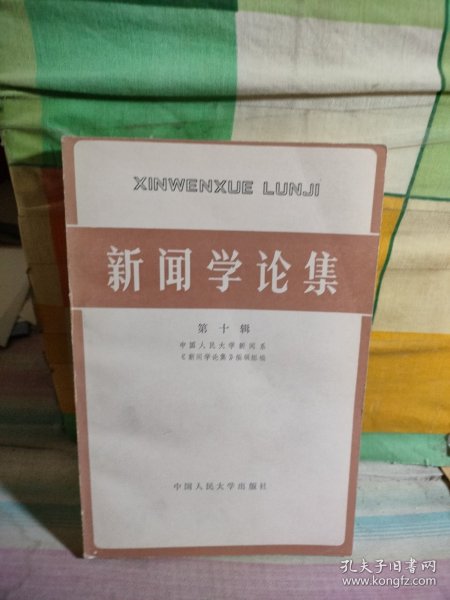 XINWENXUE LUNJI
新闻学论集
第十辑
中国人民大学新闻系
《新闻学论集》编辑组编
中国人民大学出版社
孔夫子旧书网
www.kongfz.com